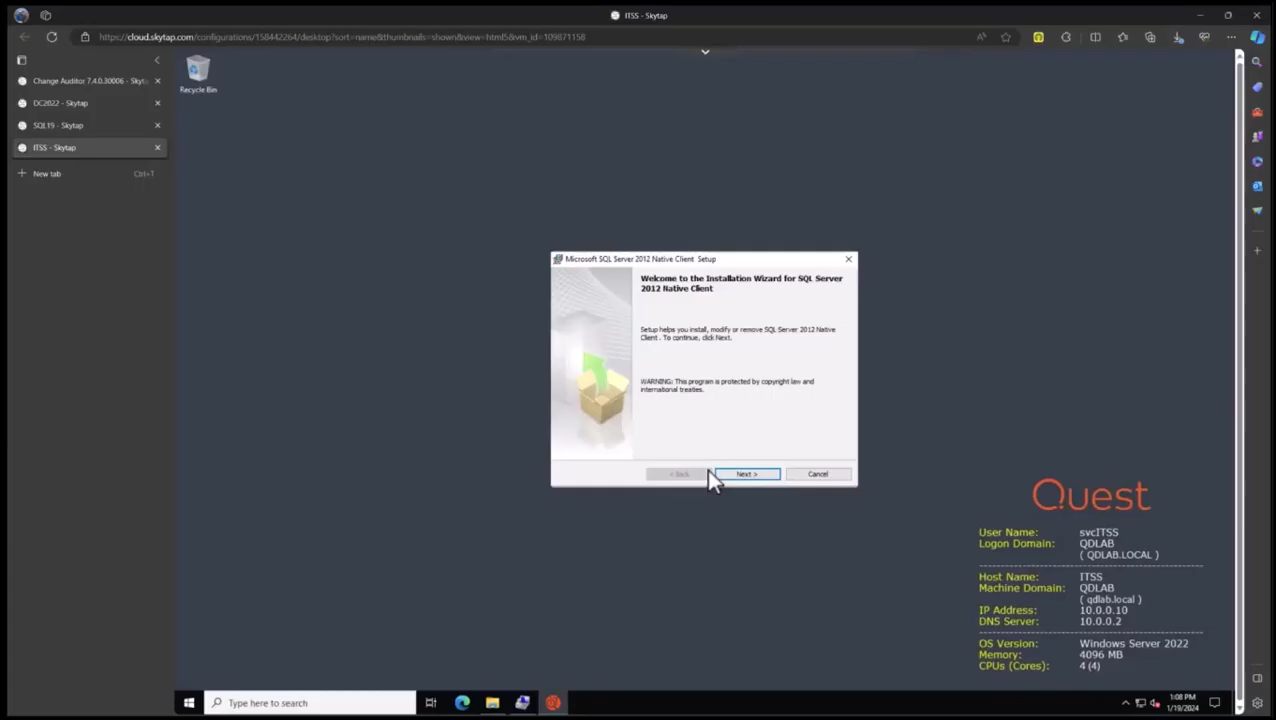 ITSS - Skytap
https://cloud.skytap.com/configurations/158442264/desktop?sort=name&thumbnails=shown&view=html5&vm_id=109871158
Change Auditor 7.4.0.30006 - Skyta
DC2022 - Skytap
SQL19 - Skytap
ITSS - Skytap
New tab
Ctrl+T
Recycle Bin
Microsoft SQL Server 2012 Native Client Setup
Welcome to the Installation Wizard for SQL Server
2012 Native Client
Setup helps you install, modify or remove SQL Server 2012 Native
Client . To continue, click Next.
WARNING: This program is protected by copyright law and
international treaties.
< Back
Next >
Cancel
Quest
User Name: svcITSS
Logon Domain: QDLAB
( QDLAB.LOCAL )
Host Name: ITSS
Machine Domain: QDLAB
( qdlab.local )
IP Address: 10.0.0.10
DNS Server: 10.0.0.2
OS Version: Windows Server 2022
Memory: 4096 MB
CPUs (Cores): 4 (4)
Type here to search
1:08 PM
1/19/2024